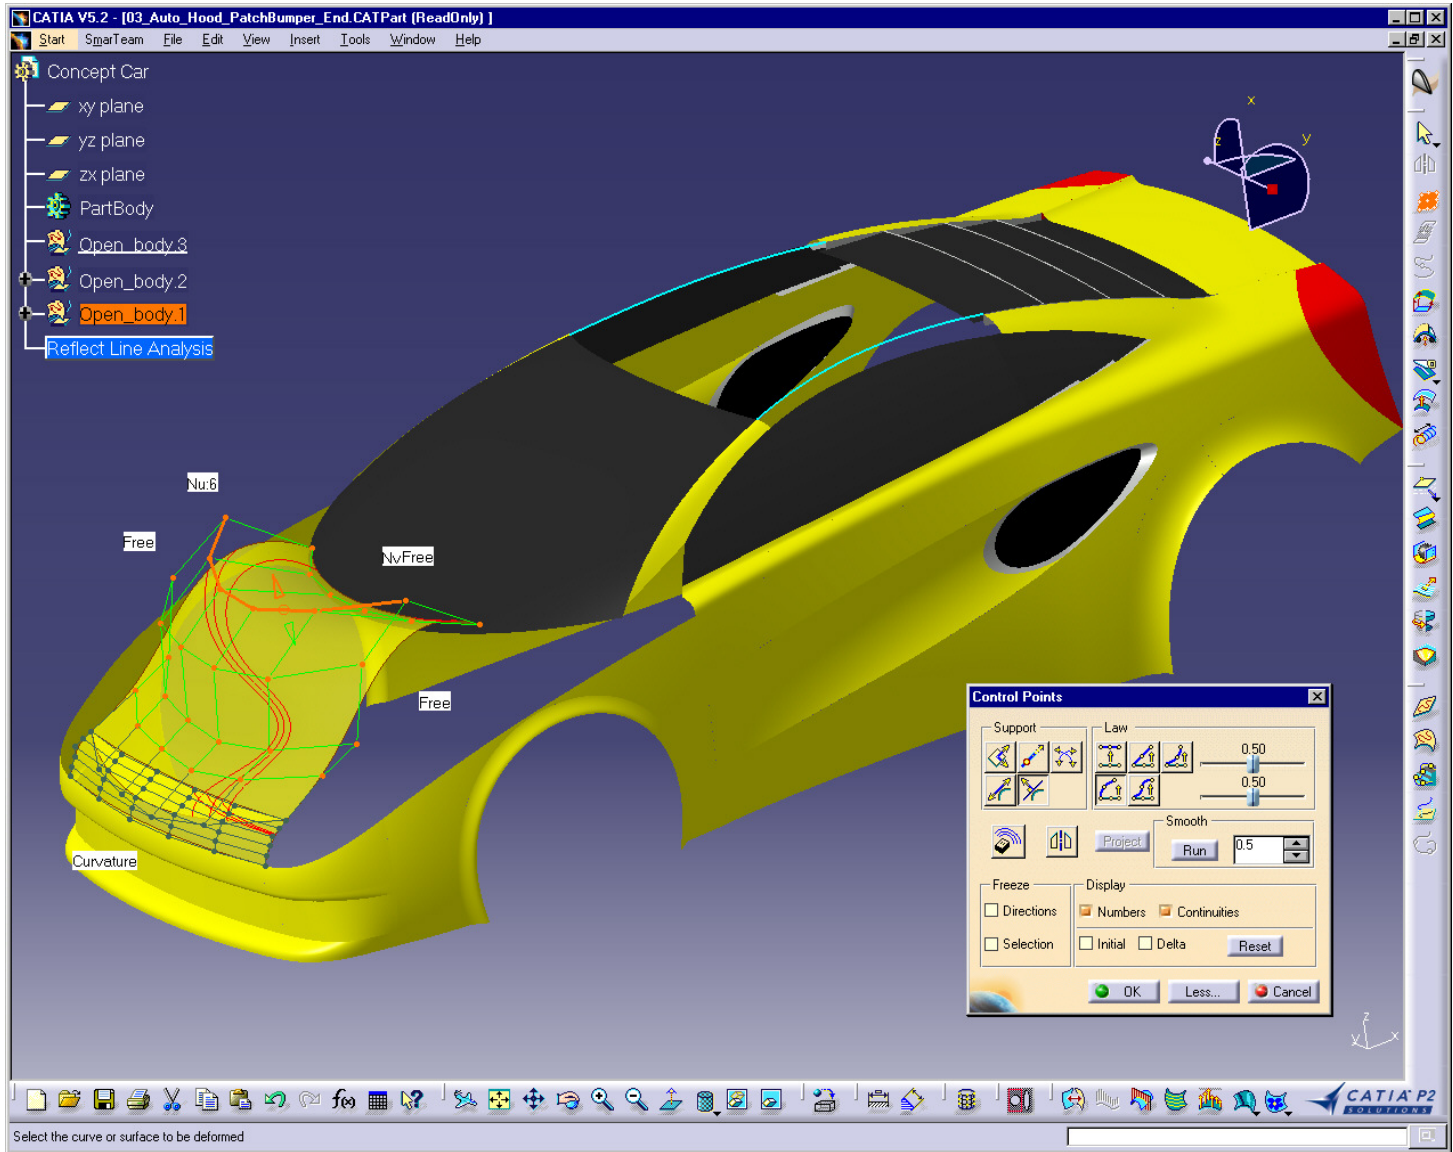 CATIA V5.2 - [03_Auto_Hood_PatchBumper_End.CATPart (ReadOnly) ]
Start SmarTeam File Edit View Insert Tools Window Help
Concept Car
xy plane
yz plane
zx plane
PartBody
Open_body.3
Open_body.2
Open_body.1
Reflect Line Analysis
x
y
z
Nu:6
Free
NvFree
Free
Curvature
Control Points
Support
Law
0.50
0.50
Project
Smooth
Run
0.5
Freeze
Directions
Selection
Display
Numbers
Continuities
Initial
Delta
Reset
OK
Less...
Cancel
z
y
x
f(x)
CATIA P2
SOLUTIONS
Select the curve or surface to be deformed